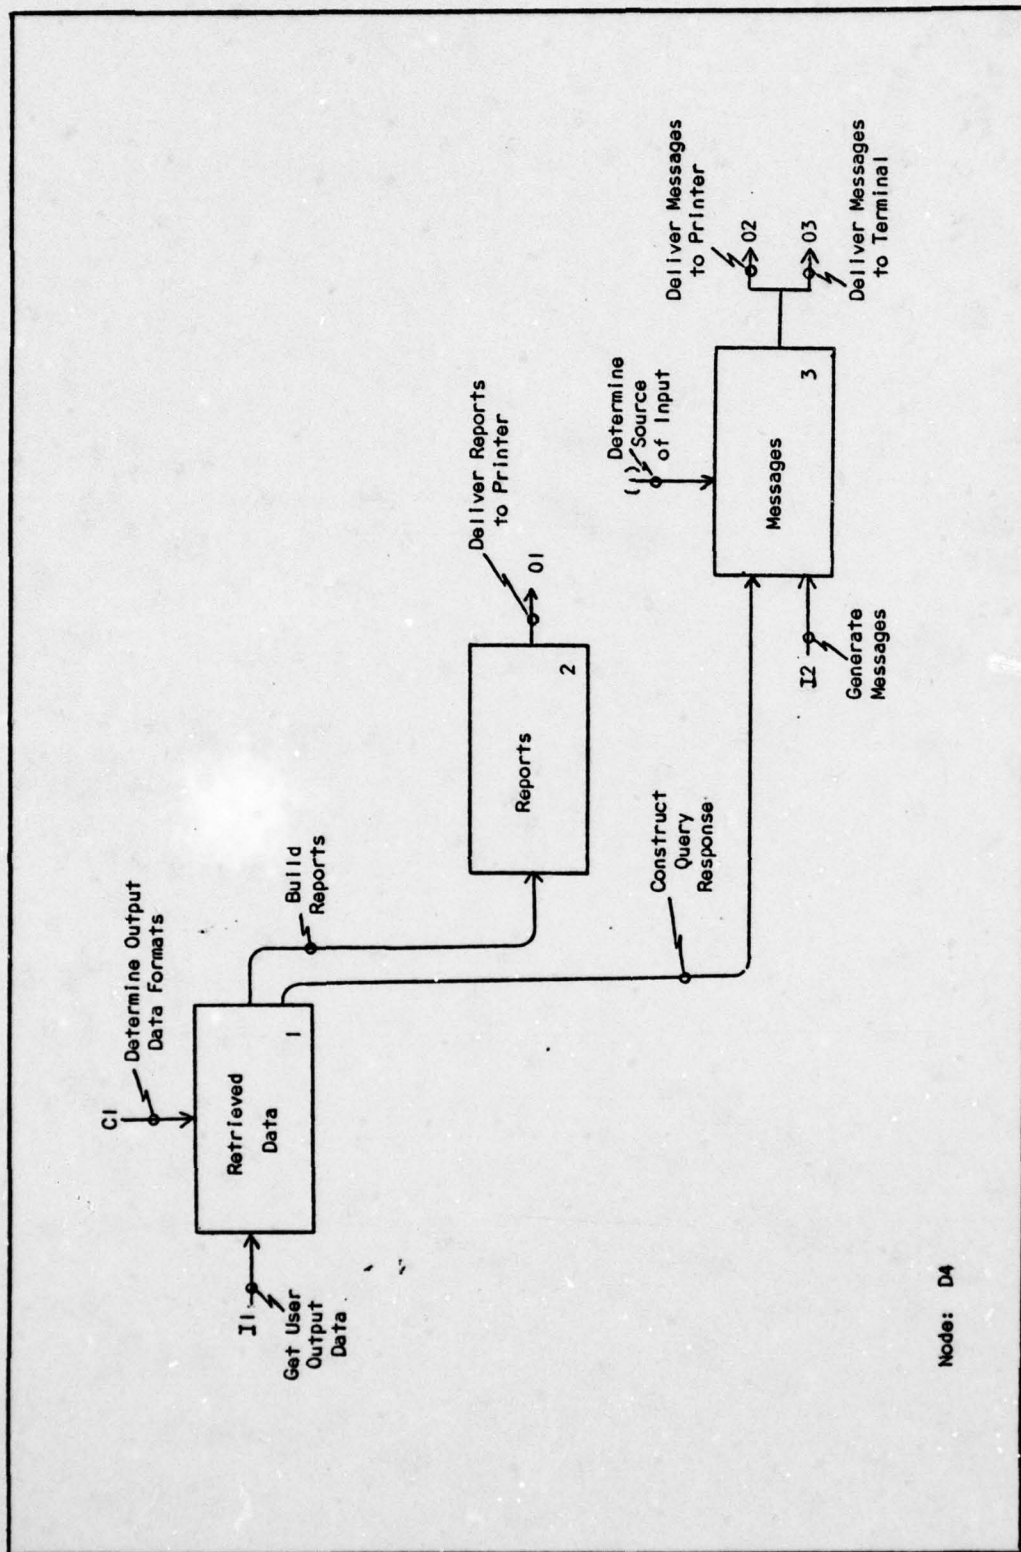 C1
Determine Output
Data Formats
I1
Get User
Output
Data
Retrieved
Data
1
Build
Reports
Reports
2
Deliver Reports
to Printer
O1
Construct
Query
Response
( )
Determine
Source
of Input
I2
Generate
Messages
Messages
3
Deliver Messages
to Printer
O2
O3
Deliver Messages
to Terminal
Node: D4